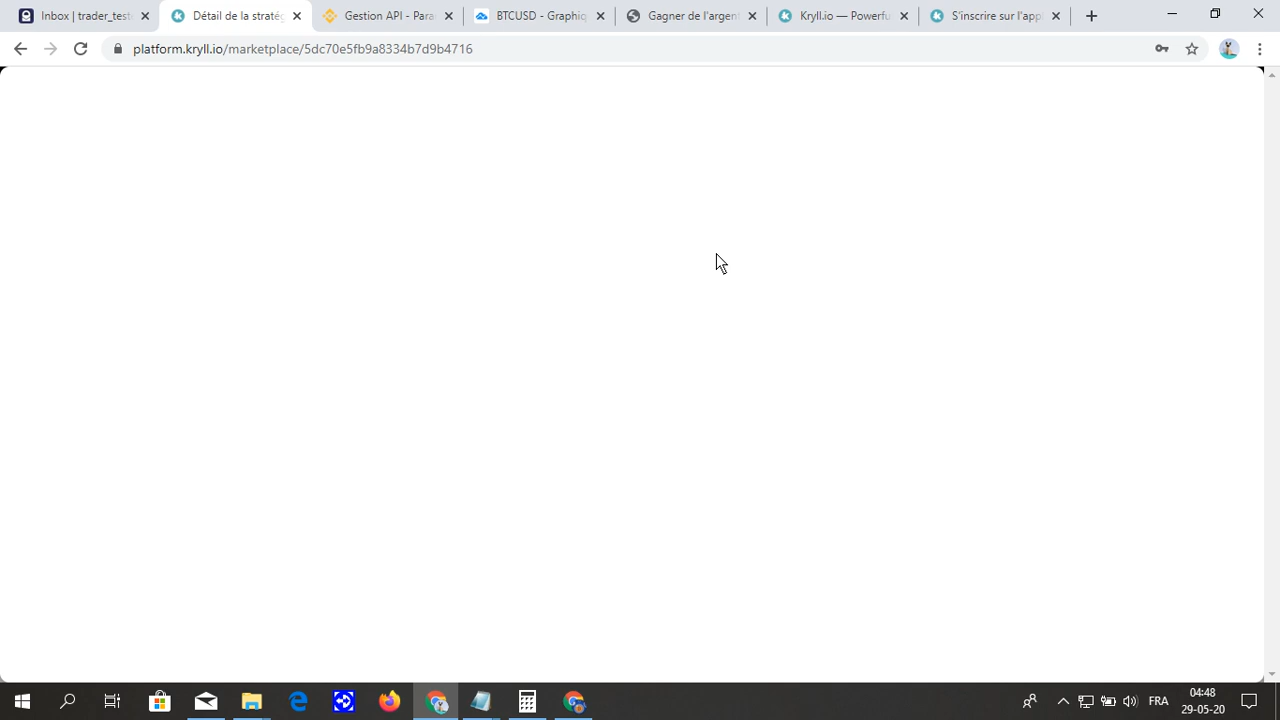 Inbox | trader_test
Détail de la straté
Gestion API - Para
BTCUSD - Graphiq
Gagner de l'argen
Kryll.io — Powerfu
S'inscrire sur l'app
platform.kryll.io/marketplace/5dc70e5fb9a8334b7d9b4716
FRA
04:48
29-05-20